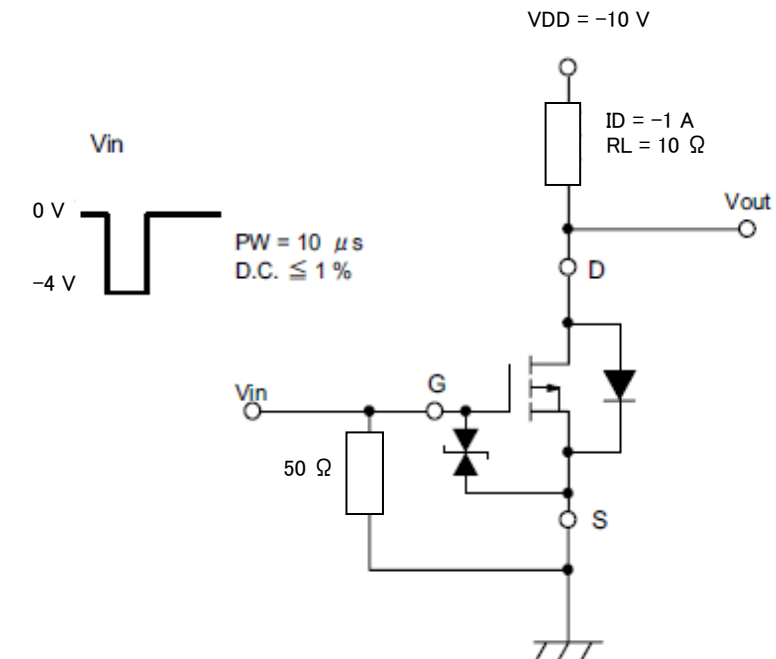 VDD = −10 V
ID = −1 A
RL = 10 Ω
Vin
Vout
0 V
PW = 10 μs
D.C. ≦ 1 %
−4 V
D
Vin
G
50 Ω
S